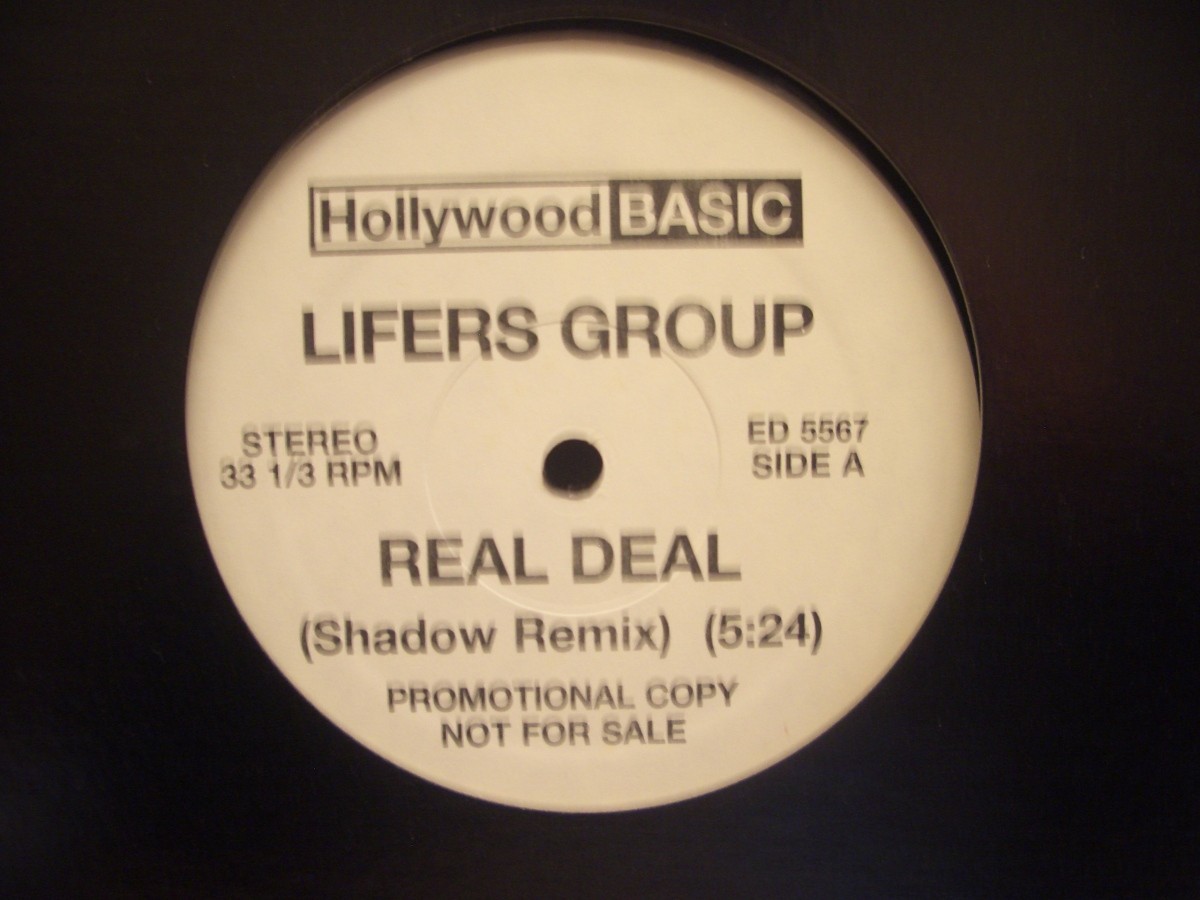 Hollywood BASIC
LIFERS GROUP
STEREO
33 1/3 RPM
ED 5567
SIDE A
REAL DEAL
(Shadow Remix) (5:24)
PROMOTIONAL COPY
NOT FOR SALE